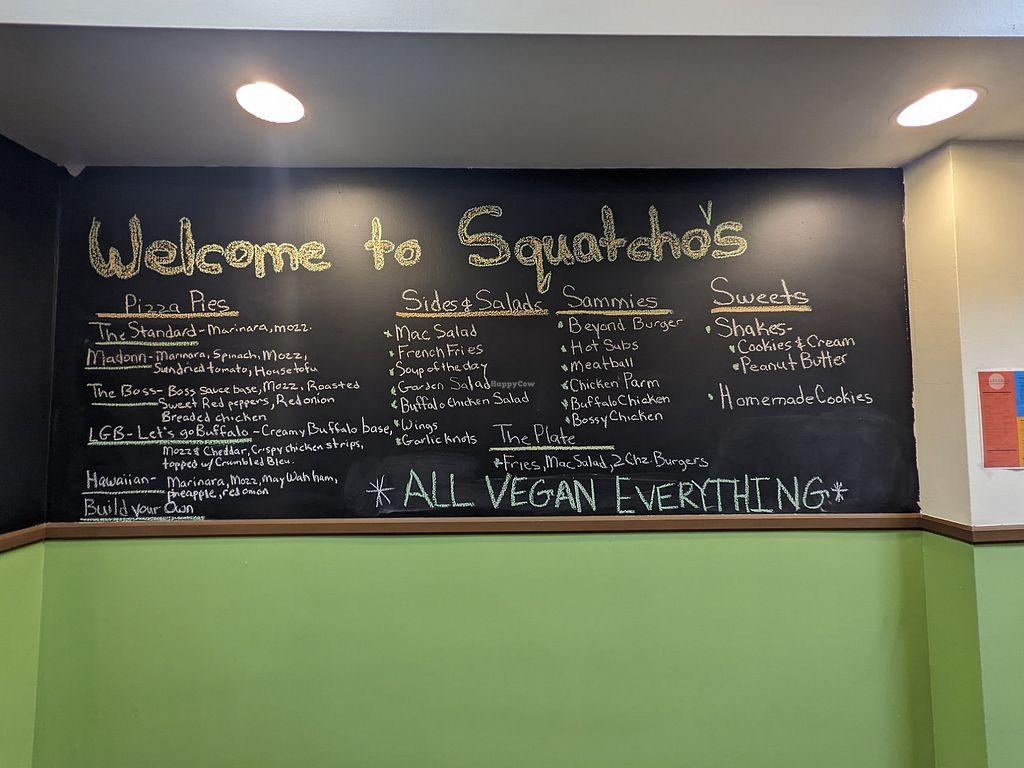 Welcome to Squatcho's
Pizza Pies
The Standard - Marinara, mozz.
Madonn - Marinara, Spinach, Mozz,
Sundried tomato, House tofu
The Boss - Boss sauce base, Mozz, Roasted
Sweet Red peppers, Red onion
Breaded chicken
LGB - Let's go Buffalo - Creamy Buffalo base,
Mozz & Cheddar, Crispy chicken strips,
topped w/ Crumbled Bleu.
Hawaiian - Marinara, Mozz, May Wah ham,
pineapple, red onion
Build your Own
Sides & Salads
Mac Salad
French Fries
Soup of the day
Garden Salad
Buffalo Chicken Salad
Wings
Garlic knots
Sammies
Beyond Burger
Hot Subs
Meatball
Chicken Parm
Buffalo Chicken
Bossy Chicken
The Plate
Fries, Mac Salad, 2 Chz Burgers
Sweets
Shakes -
Cookies & Cream
Peanut Butter
Homemade Cookies
* ALL VEGAN EVERYTHING *
HappyCow